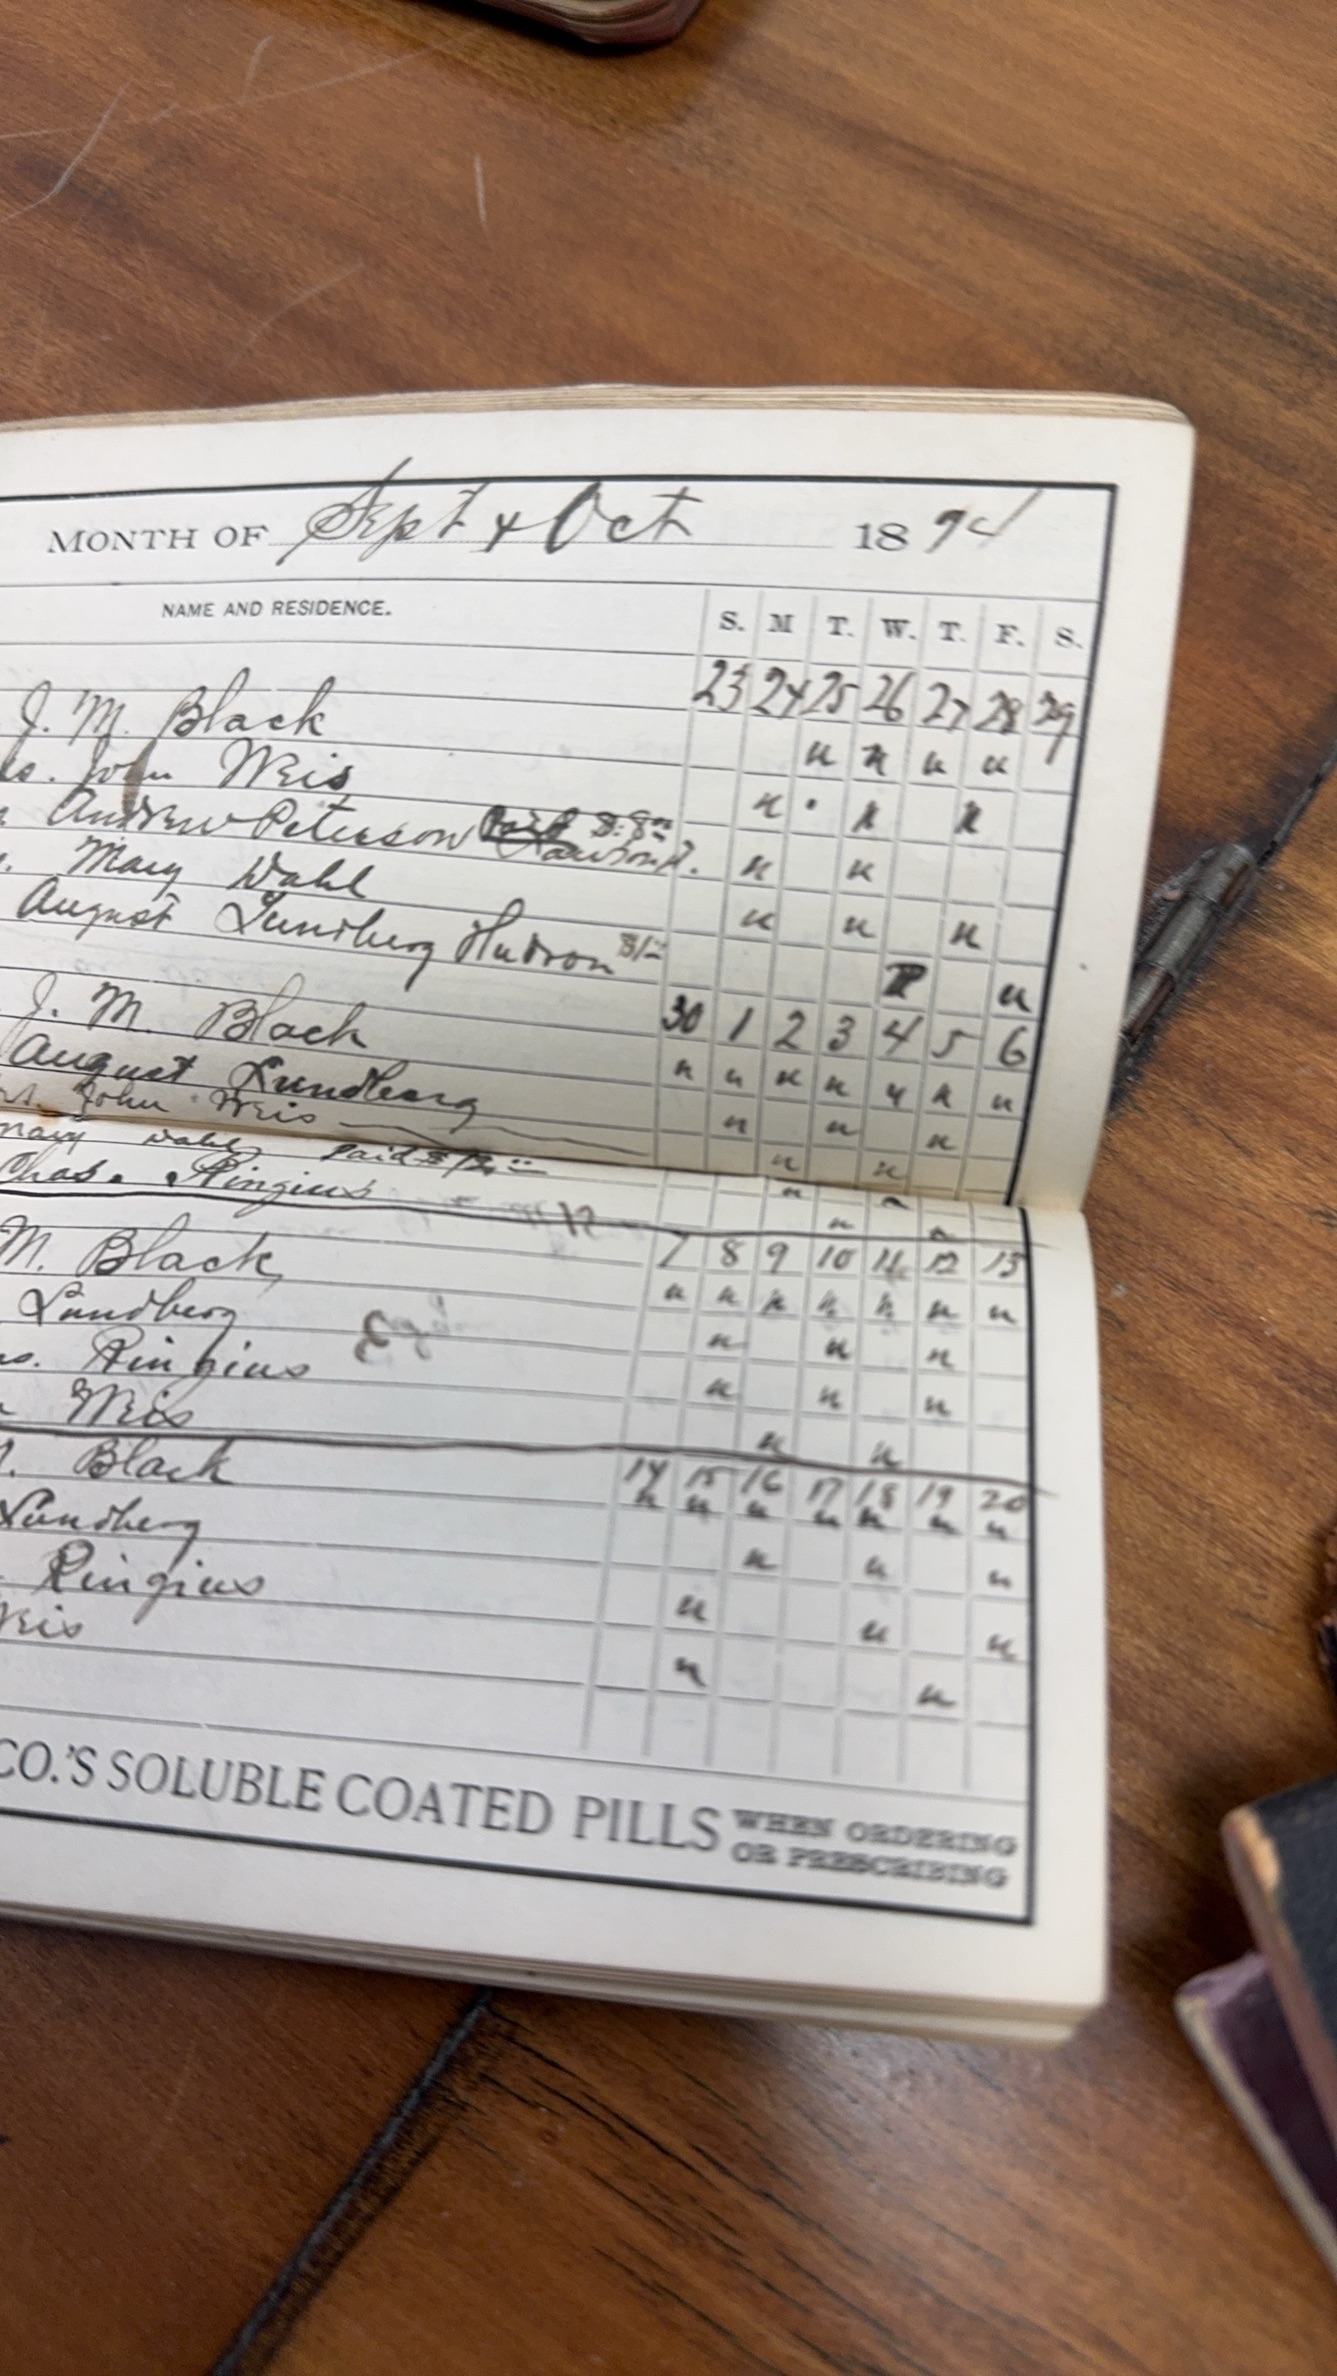 MONTH OF Sept & Oct 1894
NAME AND RESIDENCE. S. M T. W. T. F. S.
23 24 25 26 27 28 29
J. M. Black u u u u
John Weis u u u
Andrew Peterson u u
Mary Wahl u u u
August Lundberg Hudron u
30 1 2 3 4 5 6
J. M. Black u u u u u u u
August Lundberg u u u
John Weis u u
Mary Wahl Paid
Chas. Ringius
7 8 9 10 11 12 13
M. Black u u u u u u u
Lundberg u u u
Ringius u u u
Weis u u
14 15 16 17 18 19 20
Black u u u u u u u
Lundberg u u u
Ringius u u u
Weis u u
CO.'S SOLUBLE COATED PILLS WHEN ORDERING
OR PRESCRIBING